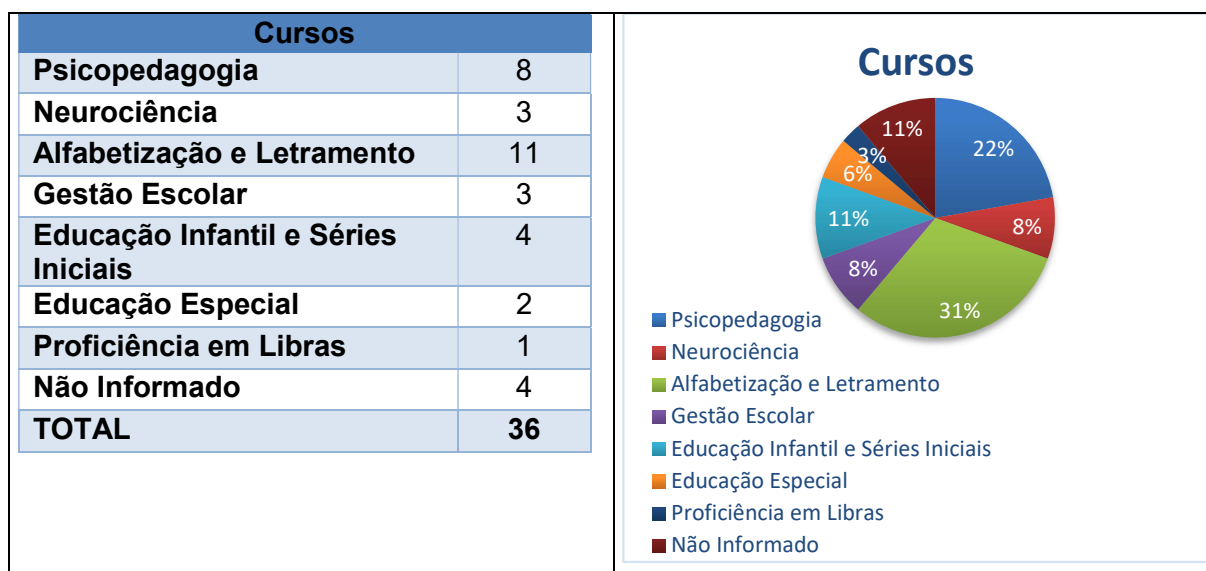 Cursos
Psicopedagogia 8
Neurociência 3
Alfabetização e Letramento 11
Gestão Escolar 3
Educação Infantil e Séries 4
Iniciais
Educação Especial 2
Proficiência em Libras 1
Não Informado 4
TOTAL 36
Cursos
22%
8%
31%
8%
11%
6%
3%
11%
Psicopedagogia
Neurociência
Alfabetização e Letramento
Gestão Escolar
Educação Infantil e Séries Iniciais
Educação Especial
Proficiência em Libras
Não Informado